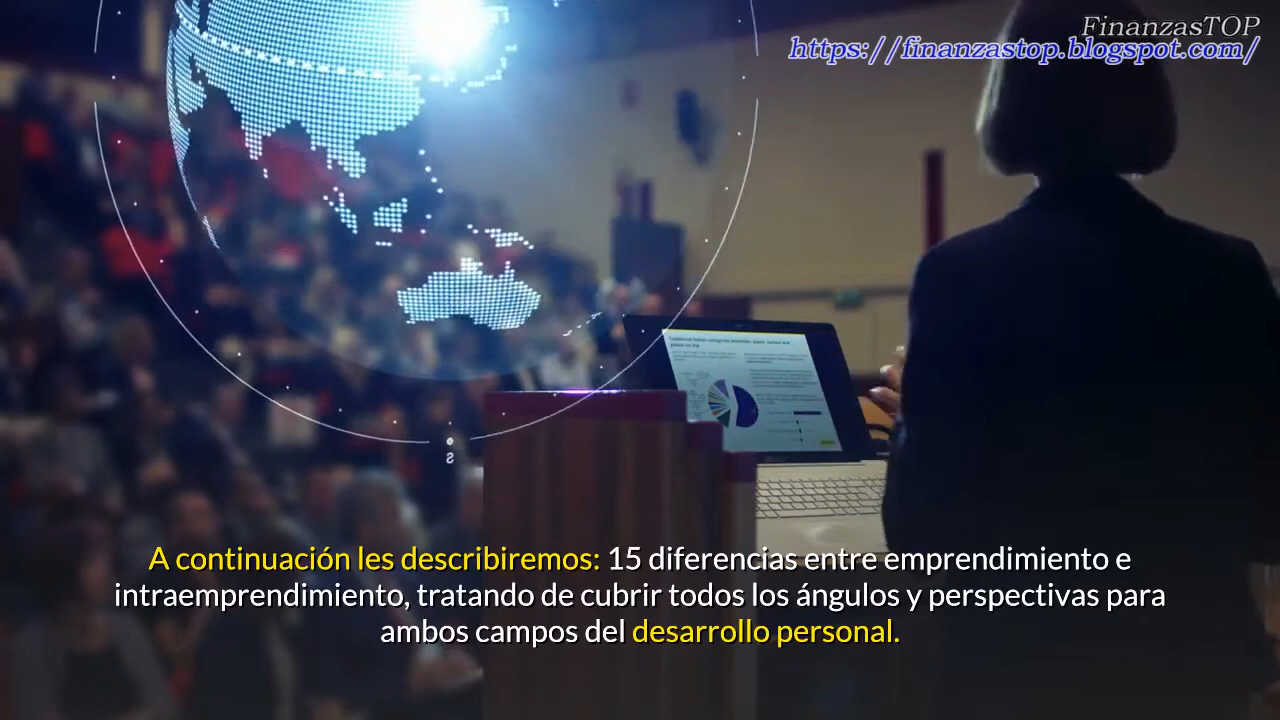 FinanzasTOP
https://finanzastop.blogspot.com/
A continuación les describiremos: 15 diferencias entre emprendimiento e
intraemprendimiento, tratando de cubrir todos los ángulos y perspectivas para
ambos campos del desarrollo personal.